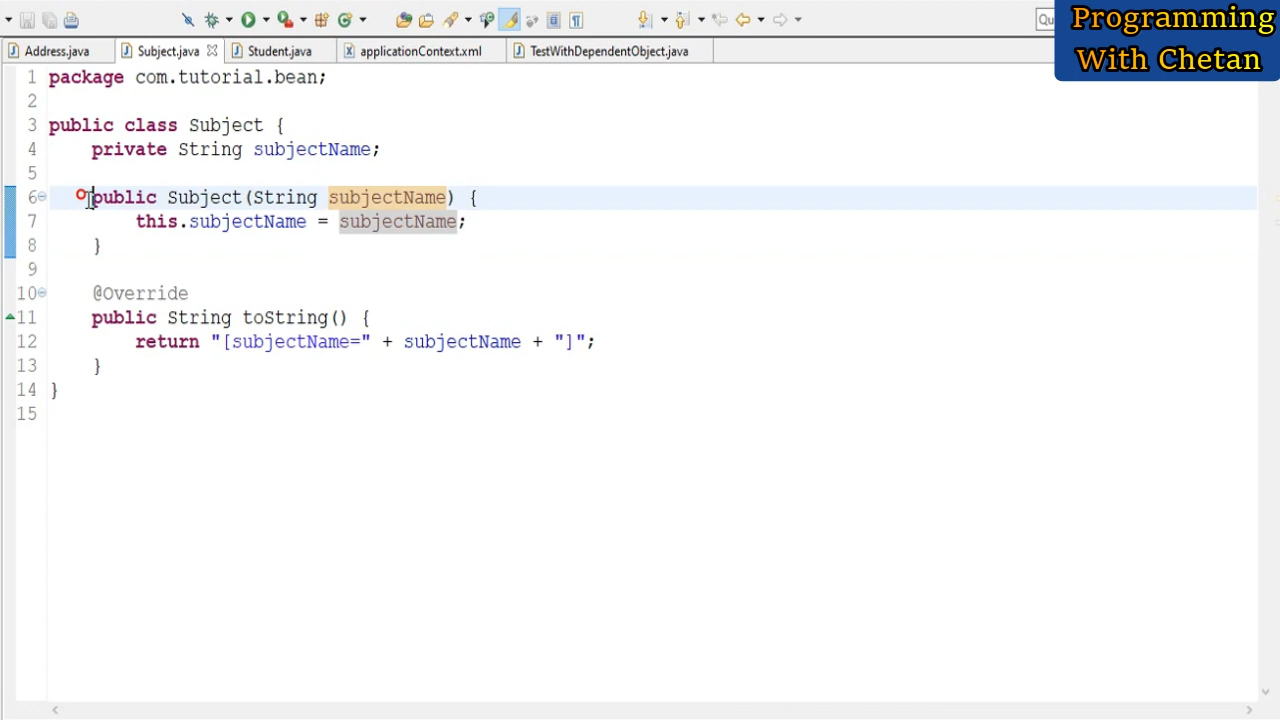 Qu
Programming
With Chetan
Address.java
Subject.java
Student.java
applicationContext.xml
TestWithDependentObject.java
1 package com.tutorial.bean;
2
3 public class Subject {
4 private String subjectName;
5
6 public Subject(String subjectName) {
7 this.subjectName = subjectName;
8 }
9
10 @Override
11 public String toString() {
12 return "[subjectName=" + subjectName + "]";
13 }
14 }
15